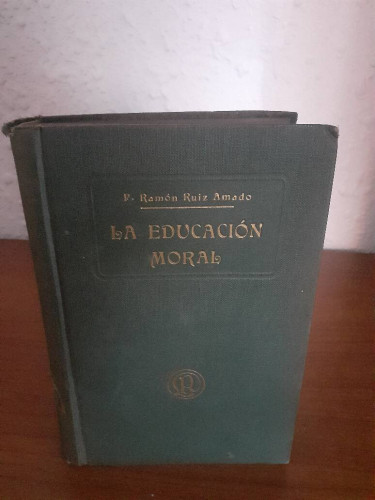 P. Ramón Ruiz Amado
LA EDUCACIÓN
MORAL